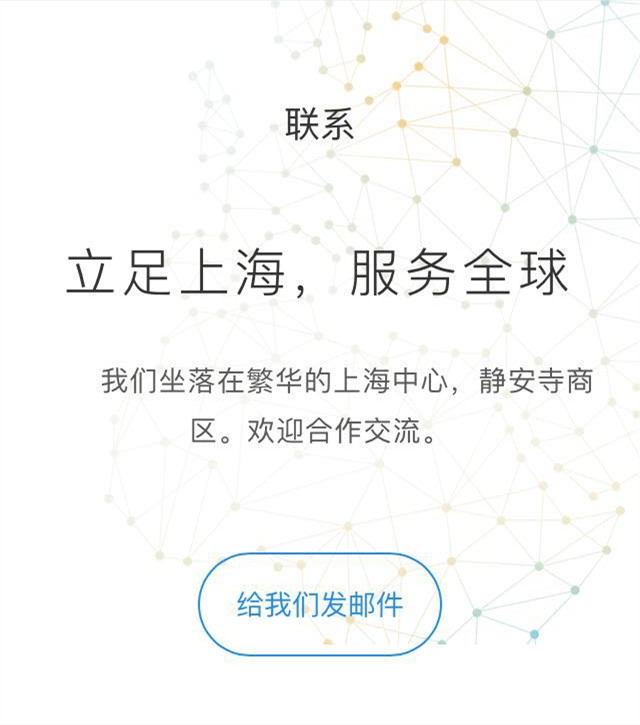 联系
立足上海，服务全球
我们坐落在繁华的上海中心，静安寺商
区。欢迎合作交流。
给我们发邮件